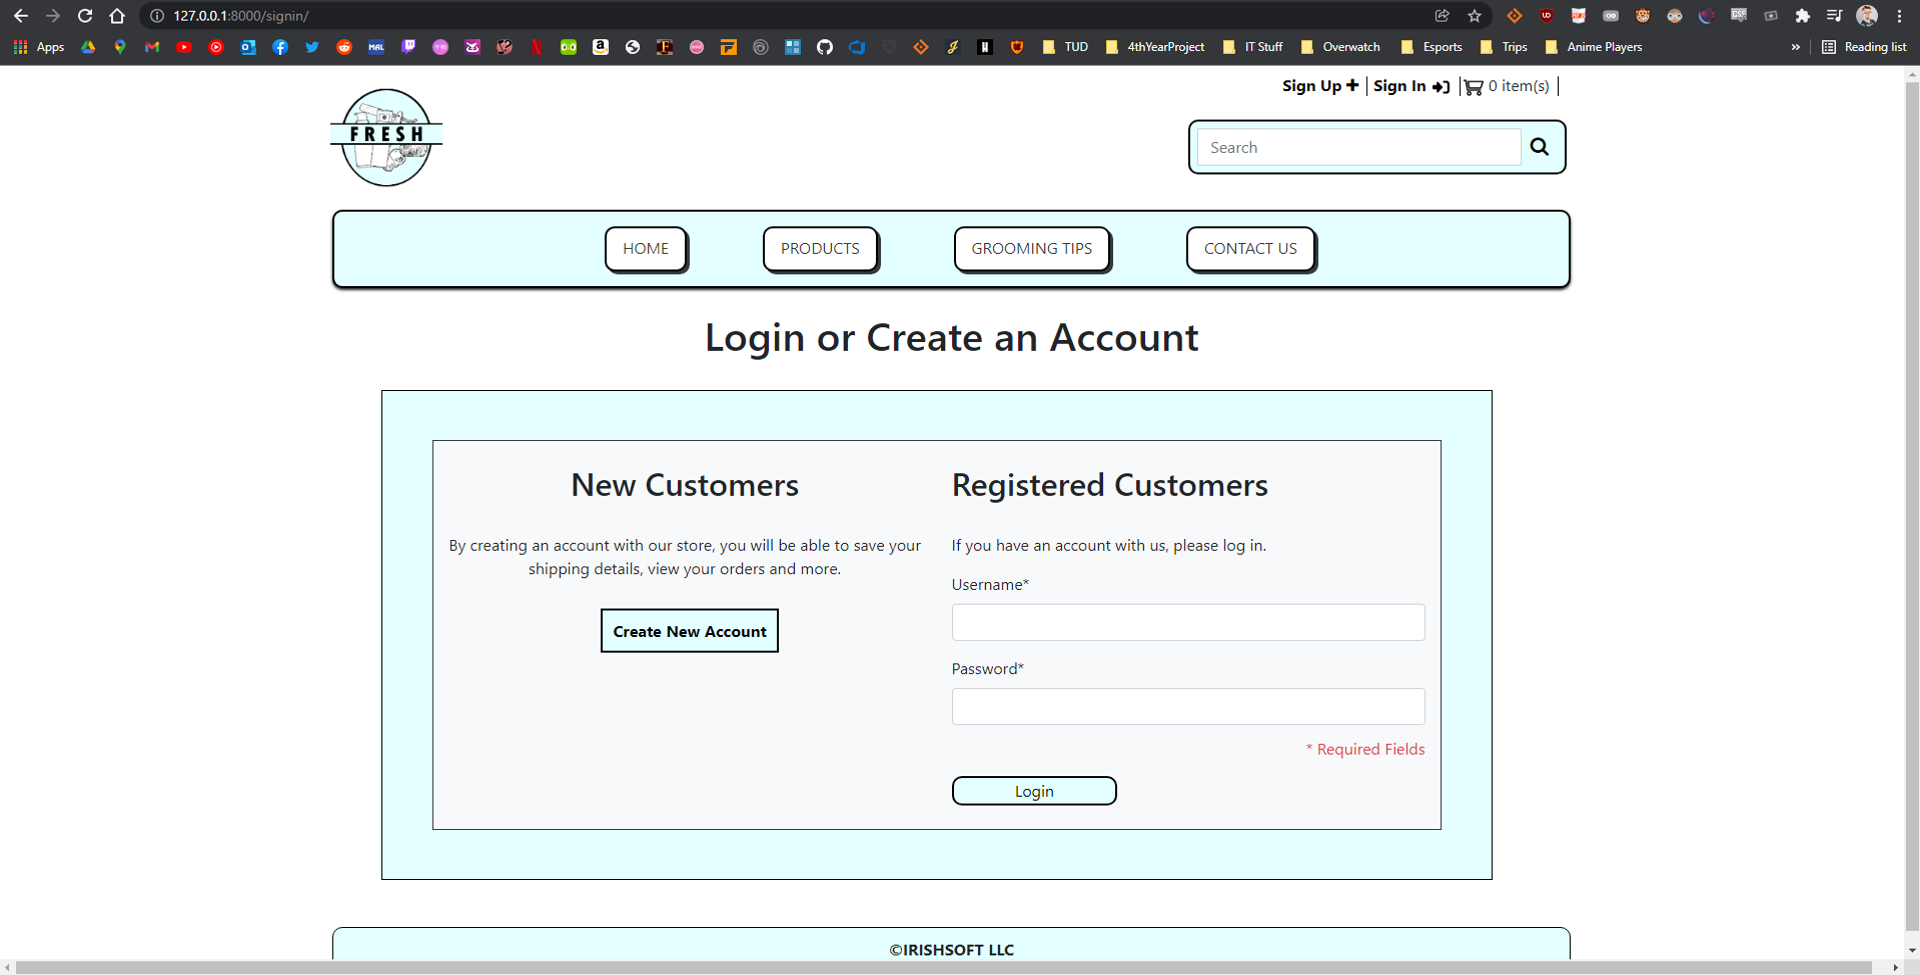 127.0.0.1:8000/signin/
Apps
MAL
TUD
4thYearProject
IT Stuff
Overwatch
Esports
Trips
Anime Players
»
Reading list
Sign Up
Sign In
0 item(s)
FRESH
Search
HOME
PRODUCTS
GROOMING TIPS
CONTACT US
Login or Create an Account
New Customers
By creating an account with our store, you will be able to save your
shipping details, view your orders and more.
Create New Account
Registered Customers
If you have an account with us, please log in.
Username*
Password*
* Required Fields
Login
©IRISHSOFT LLC